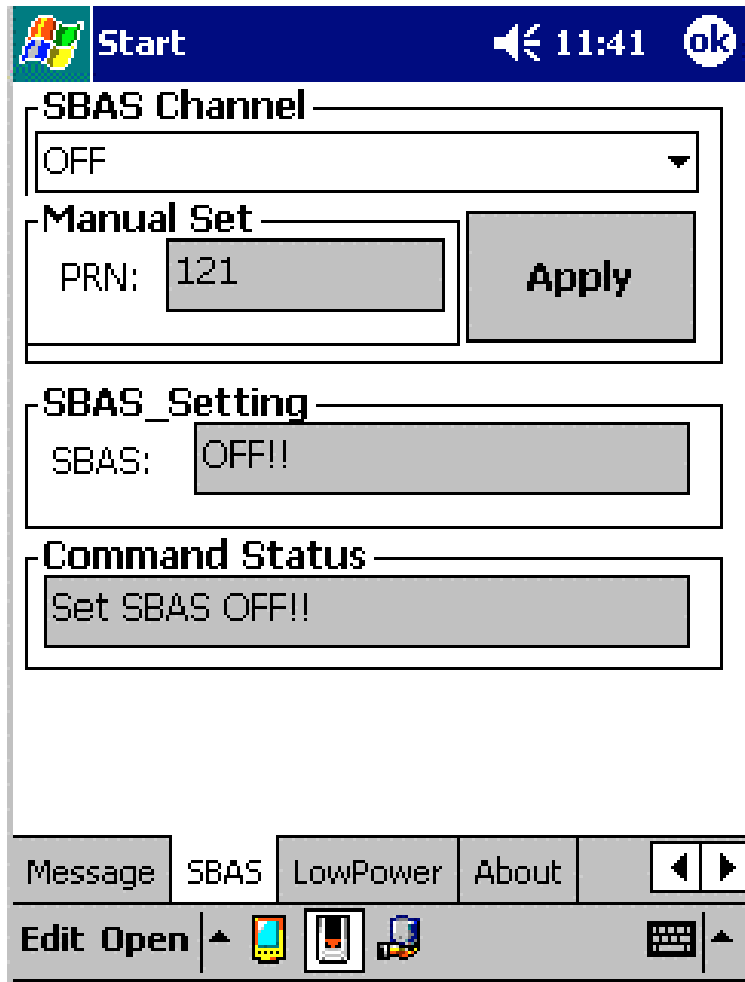 Start 11:41 ok
SBAS Channel
OFF
Manual Set
PRN: 121
Apply
SBAS_Setting
SBAS: OFF!!
Command Status
Set SBAS OFF!!
Message SBAS LowPower About
Edit Open